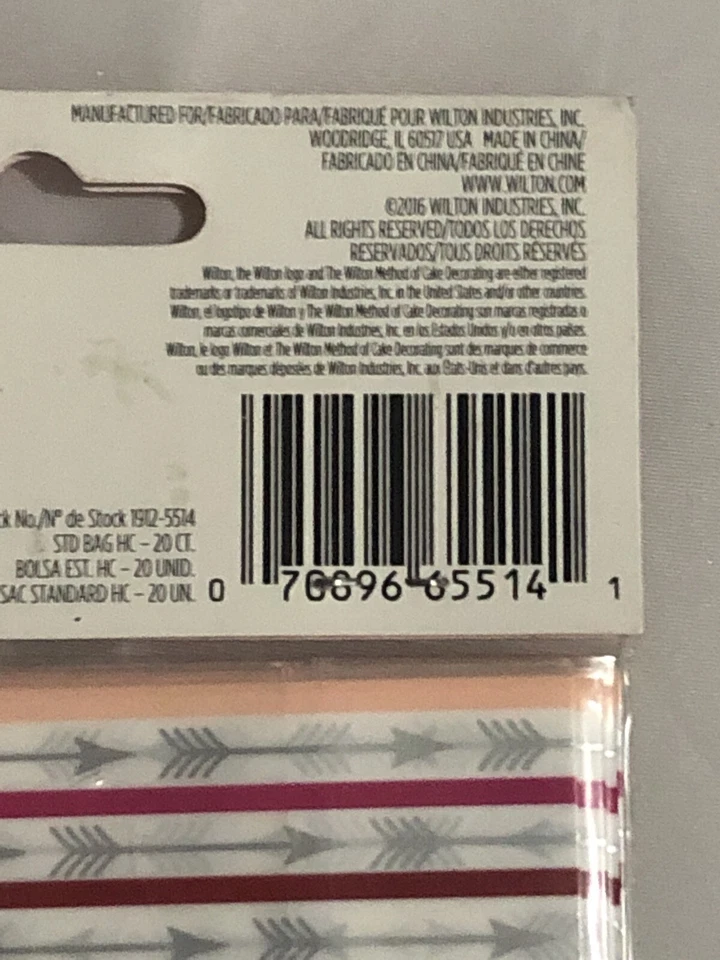 MANUFACTURED FOR/FABRICADO PARA/FABRIQUÉ POUR WILTON INDUSTRIES, INC.
WOODRIDGE, IL 60517 USA MADE IN CHINA/
FABRICADO EN CHINA/FABRIQUÉ EN CHINE
WWW.WILTON.COM
©2016 WILTON INDUSTRIES, INC.
ALL RIGHTS RESERVED/TODOS LOS DERECHOS
RESERVADOS/TOUS DROITS RÉSERVÉS
Wilton, the Wilton logo and The Wilton Method of Cake Decorating are either registered
trademarks or trademarks of Wilton Industries, Inc. in the United States and/or other countries.
Wilton, el logotipo de Wilton y The Wilton Method of Cake Decorating son marcas registradas o
marcas comerciales de Wilton Industries, Inc. en los Estados Unidos y/o en otros países.
Wilton, le logo Wilton et The Wilton Method of Cake Decorating sont des marques de commerce
ou des marques déposées de Wilton Industries, Inc. aux États-Unis et dans d'autres pays.
ck No./N° de Stock 1912-5514
STD BAG HC – 20 CT.
BOLSA EST. HC – 20 UNID.
SAC STANDARD HC – 20 UN.
0 70896 65514 1